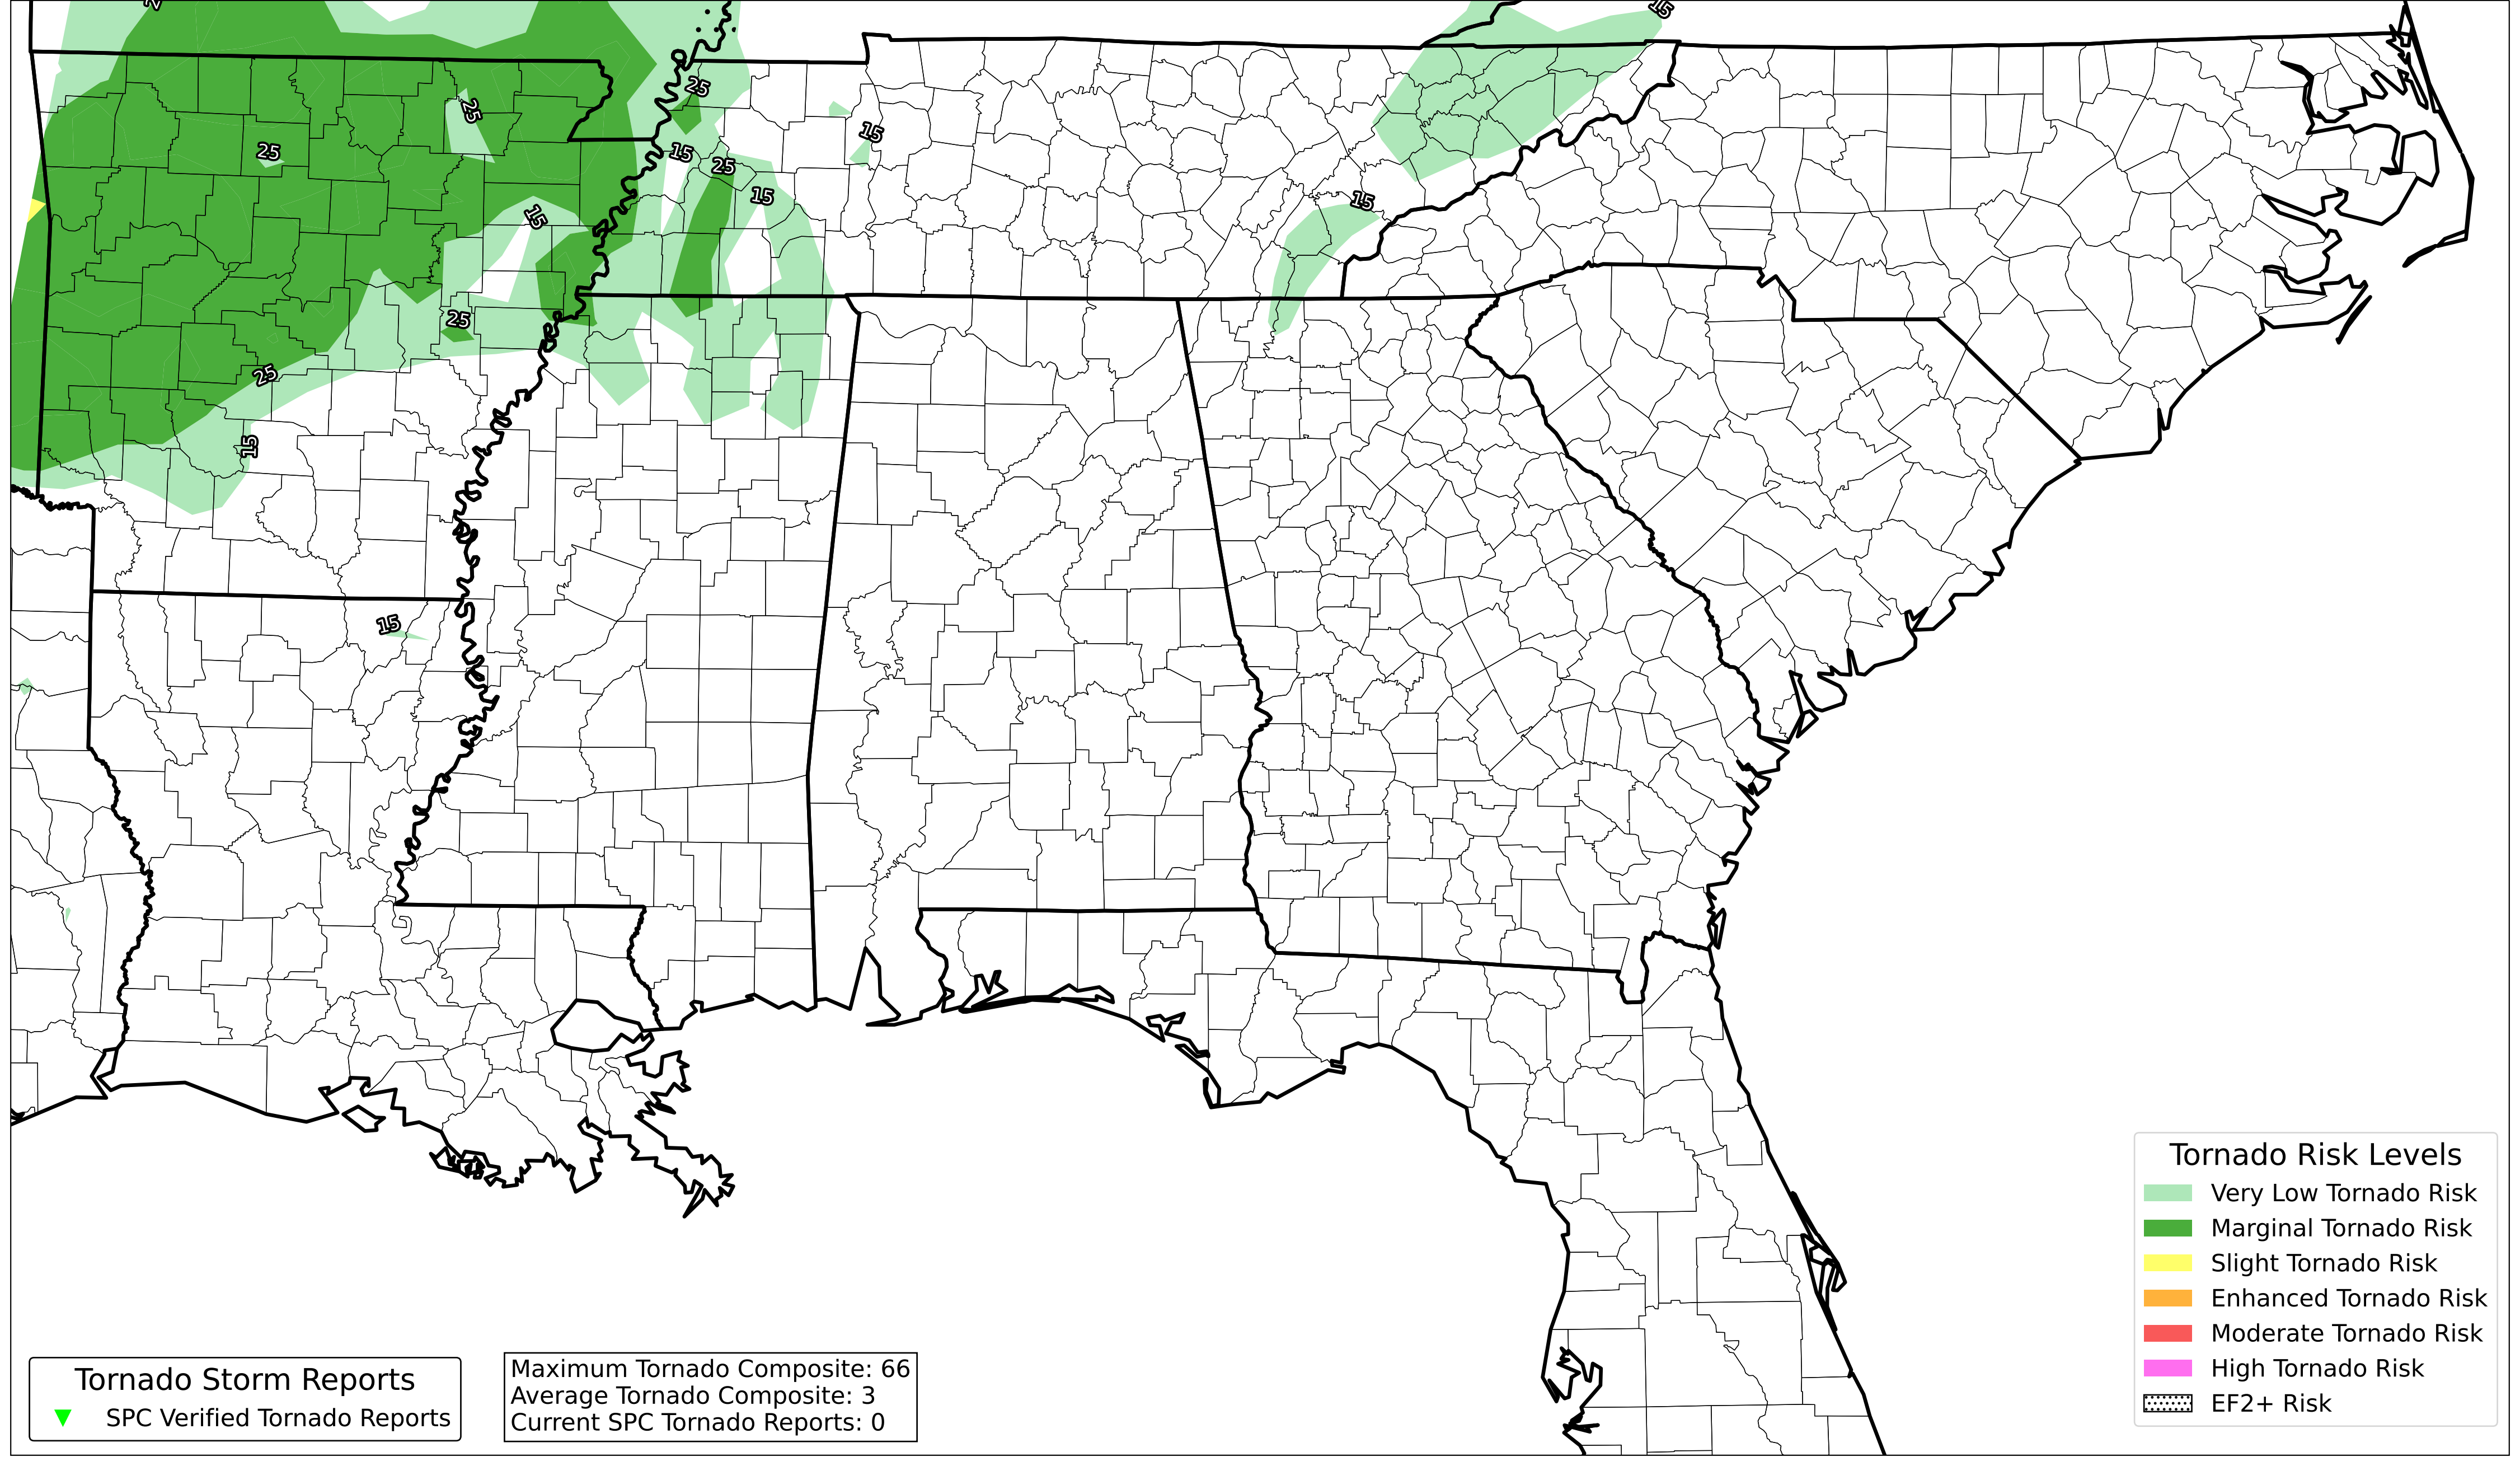 15
25
25
15
25
15
25
15
15
15
25
25
15
15
Tornado Risk Levels
Very Low Tornado Risk
Marginal Tornado Risk
Slight Tornado Risk
Enhanced Tornado Risk
Moderate Tornado Risk
High Tornado Risk
EF2+ Risk
Tornado Storm Reports
SPC Verified Tornado Reports
Maximum Tornado Composite: 66
Average Tornado Composite: 3
Current SPC Tornado Reports: 0